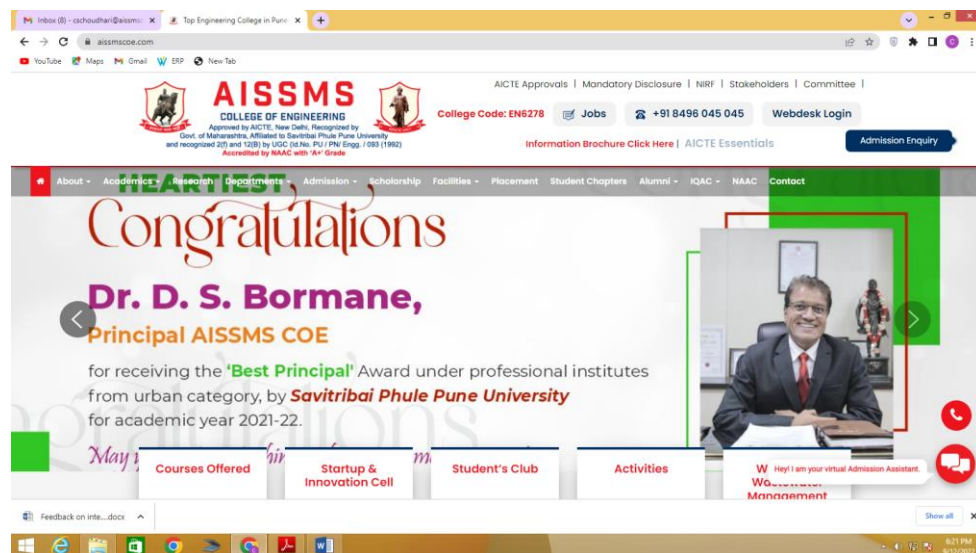 Inbox (8) - cschoudhari@aissms
Top Engineering College in Pune
aissmscoe.com
YouTube Maps Gmail ERP New Tab
AICTE Approvals | Mandatory Disclosure | NIRF | Stakeholders | Committee |
AISSMS
COLLEGE OF ENGINEERING
Approved by AICTE, New Delhi, Recognized by
Govt. of Maharashtra, Affiliated to Savitribai Phule Pune University
and recognized 2(f) and 12(B) by UGC (Id.No. PU / PN/ Engg. / 093 (1992)
Accredited by NAAC with 'A+' Grade
College Code: EN6278 Jobs +91 8496 045 045 Webdesk Login
Information Brochure Click Here | AICTE Essentials
Admission Enquiry
About Academics Research Departments Admission Scholarship Facilities Placement Student Chapters Alumni IQAC NAAC Contact
HEARTIEST
Congratulations
Dr. D. S. Bormane,
Principal AISSMS COE
for receiving the 'Best Principal' Award under professional institutes
from urban category, by Savitribai Phule Pune University
for academic year 2021-22.
May
Courses Offered
Startup &
Innovation Cell
Student's Club
Activities
Wastewater
Management
Hey! I am your virtual Admission Assistant.
Feedback on inte....docx
Show all
6:21 PM